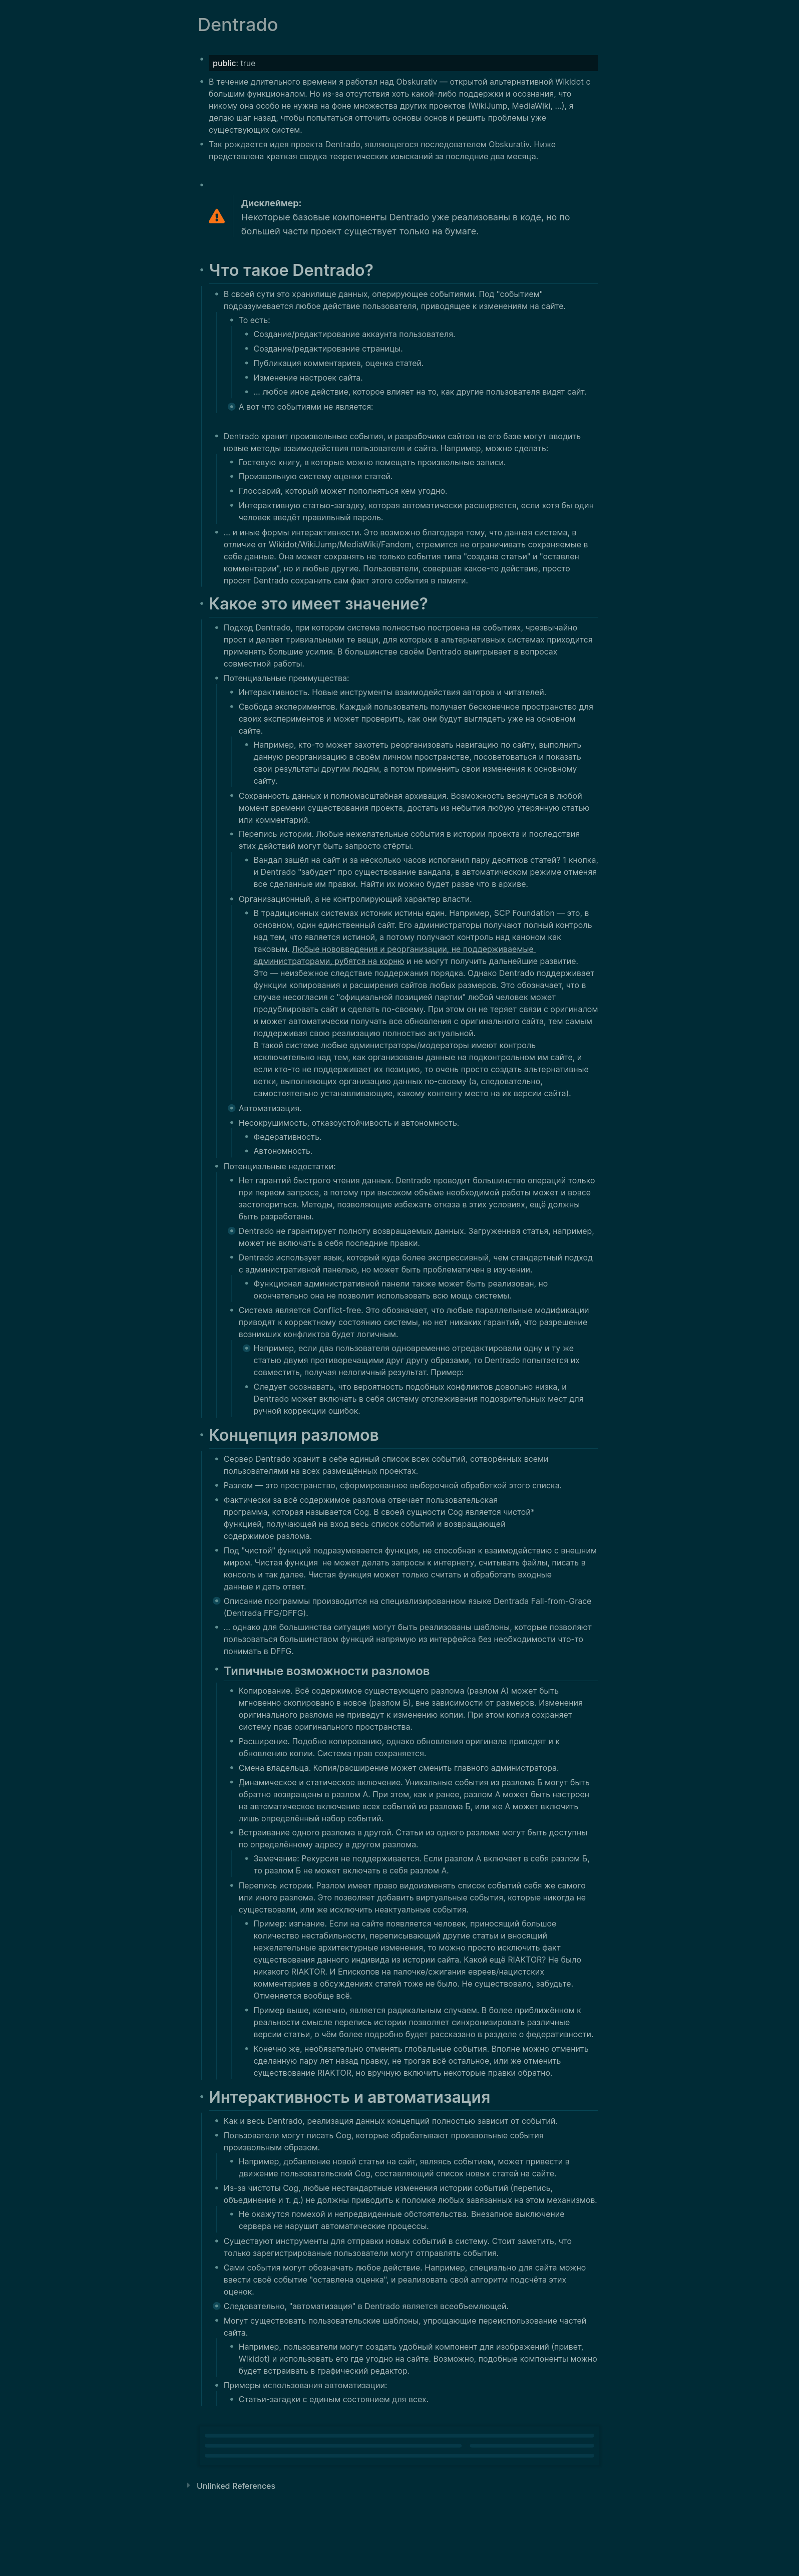 Dentrado
public: true
В течение длительного времени я работал над Obskurativ — открытой альтернативной Wikidot с
большим функционалом. Но из-за отсутствия хоть какой-либо поддержки и осознания, что
никому она особо не нужна на фоне множества других проектов (WikiJump, MediaWiki, ...), я
делаю шаг назад, чтобы попытаться отточить основы основ и решить проблемы уже
существующих систем.
Так рождается идея проекта Dentrado, являющегося последователем Obskurativ. Ниже
представлена краткая сводка теоретических изысканий за последние два месяца.
Дисклеймер:
Некоторые базовые компоненты Dentrado уже реализованы в коде, но по
большей части проект существует только на бумаге.
Что такое Dentrado?
В своей сути это хранилище данных, оперирующее событиями. Под "событием"
подразумевается любое действие пользователя, приводящее к изменениям на сайте.
То есть:
Создание/редактирование аккаунта пользователя.
Создание/редактирование страницы.
Публикация комментариев, оценка статей.
Изменение настроек сайта.
... любое иное действие, которое влияет на то, как другие пользователя видят сайт.
А вот что событиями не является:
Dentrado хранит произвольные события, и разрабочики сайтов на его базе могут вводить
новые методы взаимодействия пользователя и сайта. Например, можно сделать:
Гостевую книгу, в которые можно помещать произвольные записи.
Произвольную систему оценки статей.
Глоссарий, который может пополняться кем угодно.
Интерактивную статью-загадку, которая автоматически расширяется, если хотя бы один
человек введёт правильный пароль.
... и иные формы интерактивности. Это возможно благодаря тому, что данная система, в
отличие от Wikidot/WikiJump/MediaWiki/Fandom, стремится не ограничивать сохраняемые в
себе данные. Она может сохранять не только события типа "создана статья" и "оставлен
комментарии", но и любые другие. Пользователи, совершая какое-то действие, просто
просят Dentrado сохранить сам факт этого события в памяти.
Какое это имеет значение?
Подход Dentrado, при котором система полностью построена на событиях, чрезвычайно
прост и делает тривиальными те вещи, для которых в альтернативных системах приходится
применять большие усилия. В большинстве своём Dentrado выигрывает в вопросах
совместной работы.
Потенциальные преимущества:
Интерактивность. Новые инструменты взаимодействия авторов и читателей.
Свобода экспериментов. Каждый пользователь получает бесконечное пространство для
своих экспериментов и может проверить, как они будут выглядеть уже на основном
сайте.
Например, кто-то может захотеть реорганизовать навигацию по сайту, выполнить
данную реорганизацию в своём личном пространстве, посоветоваться и показать
свои результаты другим людям, а потом применить свои изменения к основному
сайту.
Сохранность данных и полномасштабная архивация. Возможность вернуться в любой
момент времени существования проекта, достать из небытия любую утерянную статью
или комментарий.
Перепись истории. Любые нежелательные события в истории проекта и последствия
этих действий могут быть запросто стёрты.
Вандал зашёл на сайт и за несколько часов испоганил пару десятков статей? 1 кнопка,
и Dentrado "забудет" про существование вандала, в автоматическом режиме отменяя
все сделанные им правки. Найти их можно будет разве что в архиве.
Организационный, а не контролирующий характер власти.
В традиционных системах истоник истины един. Например, SCP Foundation — это, в
основном, один единственный сайт. Его администраторы получают полный контроль
над тем, что является истиной, а потому получают контроль над каноном как
таковым. Любые нововведения и реорганизации, не поддерживаемые
администраторами, рубятся на корню и не могут получить дальнейшие развитие.
Это — неизбежное следствие поддержания порядка. Однако Dentrado поддерживает
функции копирования и расширения сайтов любых размеров. Это обозначает, что в
случае несогласия с "официальной позицией партии" любой человек может
продублировать сайт и сделать по-своему. При этом он не теряет связи с оригиналом
и может автоматически получать все обновления с оригинального сайта, тем самым
поддерживая свою реализацию полностью актуальной.
В такой системе любые администраторы/модераторы имеют контроль
исключительно над тем, как организованы данные на подконтрольном им сайте, и
если кто-то не поддерживает их позицию, то очень просто создать альтернативные
ветки, выполняющих организацию данных по-своему (а, следовательно,
самостоятельно устанавливающие, какому контенту место на их версии сайта).
Автоматизация.
Несокрушимость, отказоустойчивость и автономность.
Федеративность.
Автономность.
Потенциальные недостатки:
Нет гарантий быстрого чтения данных. Dentrado проводит большинство операций только
при первом запросе, а потому при высоком объёме необходимой работы может и вовсе
застопориться. Методы, позволяющие избежать отказа в этих условиях, ещё должны
быть разработаны.
Dentrado не гарантирует полноту возвращаемых данных. Загруженная статья, например,
может не включать в себя последние правки.
Dentrado использует язык, который куда более экспрессивный, чем стандартный подход
с административной панелью, но может быть проблематичен в изучении.
Функционал административной панели также может быть реализован, но
окончательно она не позволит использовать всю мощь системы.
Система является Conflict-free. Это обозначает, что любые параллельные модификации
приводят к корректному состоянию системы, но нет никаких гарантий, что разрешение
возникших конфликтов будет логичным.
Например, если два пользователя одновременно отредактировали одну и ту же
статью двумя противоречащими друг другу образами, то Dentrado попытается их
совместить, получая нелогичный результат. Пример:
Следует осознавать, что вероятность подобных конфликтов довольно низка, и
Dentrado может включать в себя систему отслеживания подозрительных мест для
ручной коррекции ошибок.
Концепция разломов
Сервер Dentrado хранит в себе единый список всех событий, сотворённых всеми
пользователями на всех размещённых проектах.
Разлом — это пространство, сформированное выборочной обработкой этого списка.
Фактически за всё содержимое разлома отвечает пользовательская
программа, которая называется Cog. В своей сущности Cog является чистой*
функцией, получающей на вход весь список событий и возвращающей
содержимое разлома.
Под "чистой" функций подразумевается функция, не способная к взаимодействию с внешним
миром. Чистая функция  не может делать запросы к интернету, считывать файлы, писать в
консоль и так далее. Чистая функция может только считать и обработать входные
данные и дать ответ.
Описание программы производится на специализированном языке Dentrada Fall-from-Grace
(Dentrada FFG/DFFG).
... однако для большинства ситуация могут быть реализованы шаблоны, которые позволяют
пользоваться большинством функций напрямую из интерфейса без необходимости что-то
понимать в DFFG.
Типичные возможности разломов
Копирование. Всё содержимое существующего разлома (разлом А) может быть
мгновенно скопировано в новое (разлом Б), вне зависимости от размеров. Изменения
оригинального разлома не приведут к изменению копии. При этом копия сохраняет
систему прав оригинального пространства.
Расширение. Подобно копированию, однако обновления оригинала приводят и к
обновлению копии. Система прав сохраняется.
Смена владельца. Копия/расширение может сменить главного администратора.
Динамическое и статическое включение. Уникальные события из разлома Б могут быть
обратно возвращены в разлом А. При этом, как и ранее, разлом А может быть настроен
на автоматическое включение всех событий из разлома Б, или же А может включить
лишь определённый набор событий.
Встраивание одного разлома в другой. Статьи из одного разлома могут быть доступны
по определённому адресу в другом разлома.
Замечание: Рекурсия не поддерживается. Если разлом А включает в себя разлом Б,
то разлом Б не может включать в себя разлом А.
Перепись истории. Разлом имеет право видоизменять список событий себя же самого
или иного разлома. Это позволяет добавить виртуальные события, которые никогда не
существовали, или же исключить неактуальные события.
Пример: изгнание. Если на сайте появляется человек, приносящий большое
количество нестабильности, переписывающий другие статьи и вносящий
нежелательные архитектурные изменения, то можно просто исключить факт
существования данного индивида из истории сайта. Какой ещё RIAKTOR? Не было
никакого RIAKTOR. И Епископов на палочке/сжигания евреев/нацистских
комментариев в обсуждениях статей тоже не было. Не существовало, забудьте.
Отменяется вообще всё.
Пример выше, конечно, является радикальным случаем. В более приближённом к
реальности смысле перепись истории позволяет синхронизировать различные
версии статьи, о чём более подробно будет рассказано в разделе о федеративности.
Конечно же, необязательно отменять глобальные события. Вполне можно отменить
сделанную пару лет назад правку, не трогая всё остальное, или же отменить
существование RIAKTOR, но вручную включить некоторые правки обратно.
Интерактивность и автоматизация
Как и весь Dentrado, реализация данных концепций полностью зависит от событий.
Пользователи могут писать Cog, которые обрабатывают произвольные события
произвольным образом.
Например, добавление новой статьи на сайт, являясь событием, может привести в
движение пользовательский Cog, составляющий список новых статей на сайте.
Из-за чистоты Cog, любые нестандартные изменения истории событий (перепись,
объединение и т. д.) не должны приводить к поломке любых завязанных на этом механизмов.
Не окажутся помехой и непредвиденные обстоятельства. Внезапное выключение
сервера не нарушит автоматические процессы.
Существуют инструменты для отправки новых событий в систему. Стоит заметить, что
только зарегистрированые пользователи могут отправлять события.
Сами события могут обозначать любое действие. Например, специально для сайта можно
ввести своё событие "оставлена оценка", и реализовать свой алгоритм подсчёта этих
оценок.
Следовательно, "автоматизация" в Dentrado является всеобъемлющей.
Могут существовать пользовательские шаблоны, упрощающие переиспользование частей
сайта.
Например, пользователи могут создать удобный компонент для изображений (привет,
Wikidot) и использовать его где угодно на сайте. Возможно, подобные компоненты можно
будет встраивать в графический редактор.
Примеры использования автоматизации:
Статьи-загадки с единым состоянием для всех.
Unlinked References